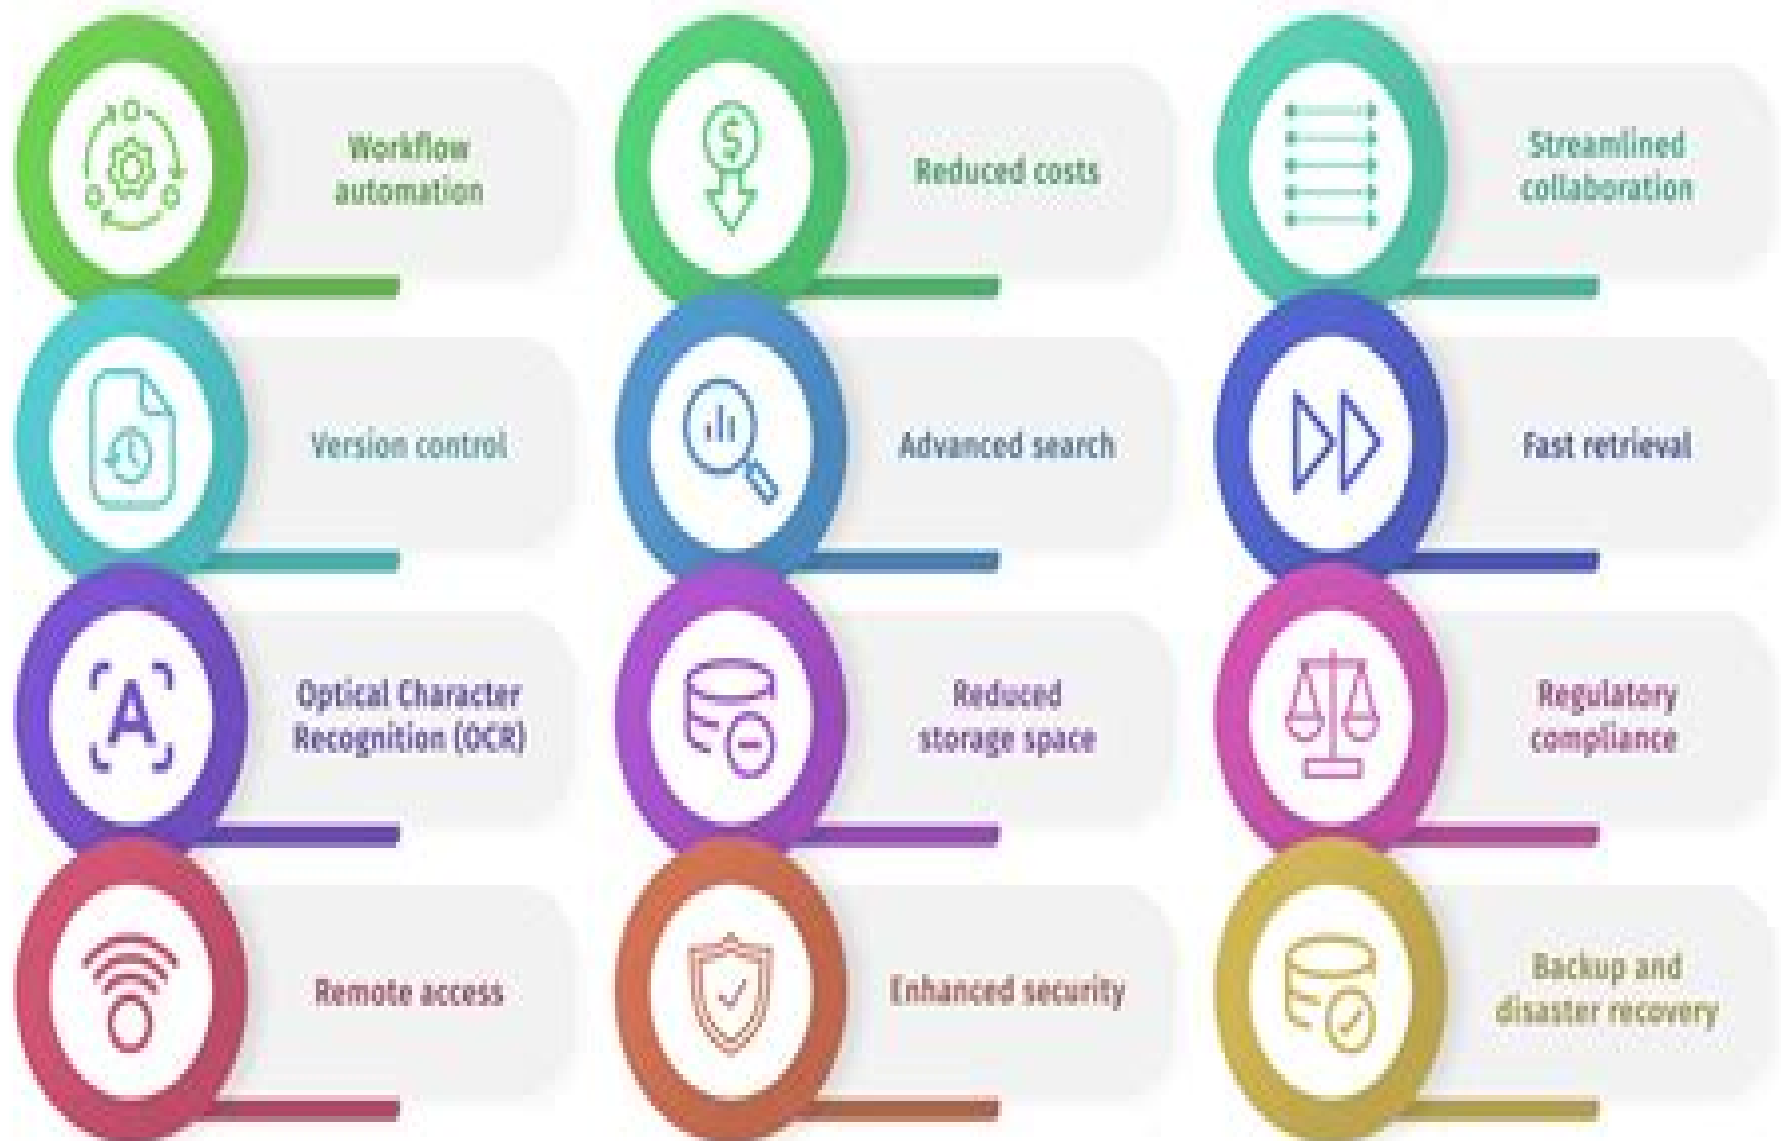 Workflow
automation
Reduced costs
Streamlined
collaboration
Version control
Advanced search
Fast retrieval
Optical Character
Recognition (OCR)
Reduced
storage space
Regulatory
compliance
Remote access
Enhanced security
Backup and
disaster recovery